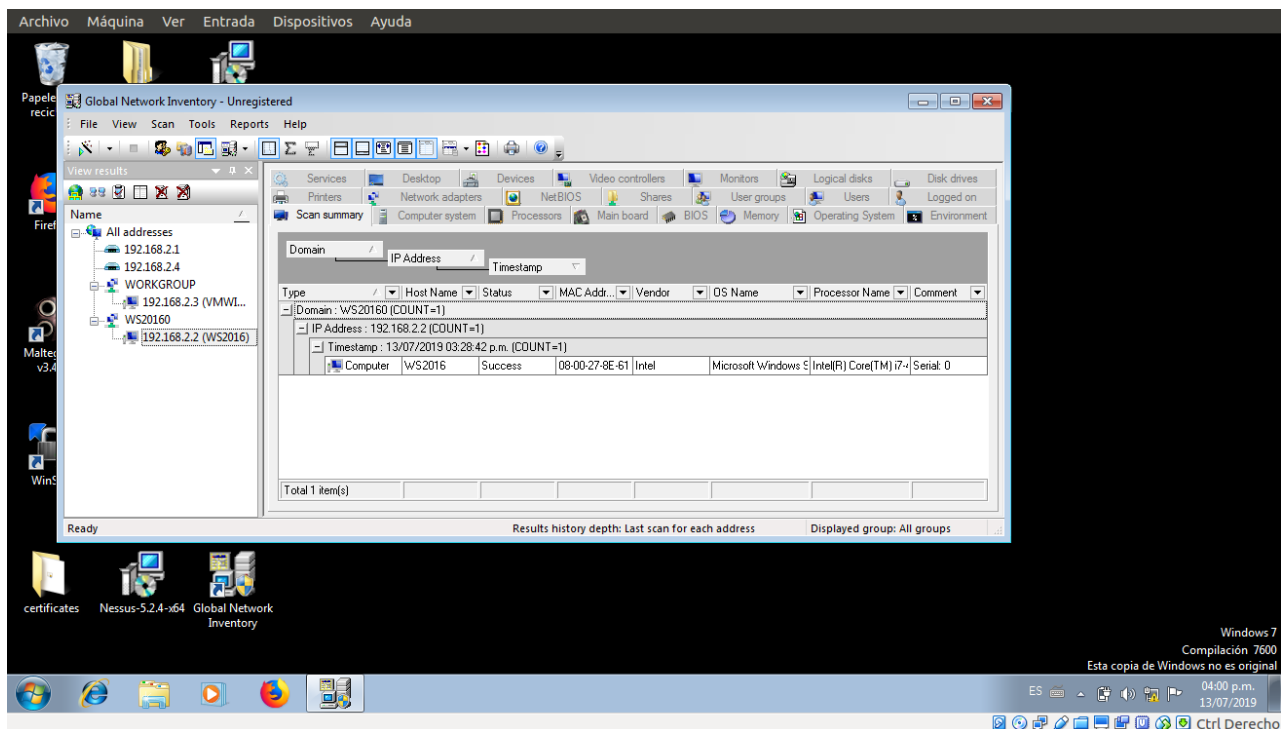 Archivo Máquina Ver Entrada Dispositivos Ayuda
Papele
recic
Global Network Inventory - Unregistered
File View Scan Tools Reports Help
View results
Name
All addresses
192.168.2.1
192.168.2.4
WORKGROUP
192.168.2.3 (VMWI...
WS20160
192.168.2.2 (WS2016)
Services Desktop Devices Video controllers Monitors Logical disks Disk drives
Printers Network adapters NetBIOS Shares User groups Users Logged on
Scan summary Computer system Processors Main board BIOS Memory Operating System Environment
Domain
IP Address
Timestamp
Type Host Name Status MAC Addr... Vendor OS Name Processor Name Comment
Domain : WS20160 (COUNT=1)
IP Address : 192.168.2.2 (COUNT=1)
Timestamp : 13/07/2019 03:28:42 p.m. (COUNT=1)
Computer WS2016 Success 08-00-27-8E-61 Intel Microsoft Windows S Intel(R) Core(TM) i7-4 Serial: 0
Total 1 item(s)
Ready Results history depth: Last scan for each address Displayed group: All groups
Firef
Malteg
v3.4
WinS
certificates Nessus-5.2.4-x64 Global Network
Inventory
Windows 7
Compilación 7600
Esta copia de Windows no es original
ES 04:00 p.m.
13/07/2019
Ctrl Derecho